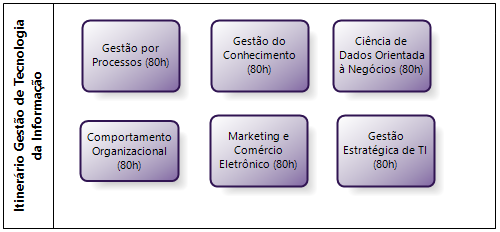 Itinerário Gestão de Tecnologia
da Informação
Gestão por
Processos (80h)
Gestão do
Conhecimento
(80h)
Ciência de
Dados Orientada
à Negócios (80h)
Comportamento
Organizacional
(80h)
Marketing e
Comércio
Eletrônico (80h)
Gestão
Estratégica de TI
(80h)